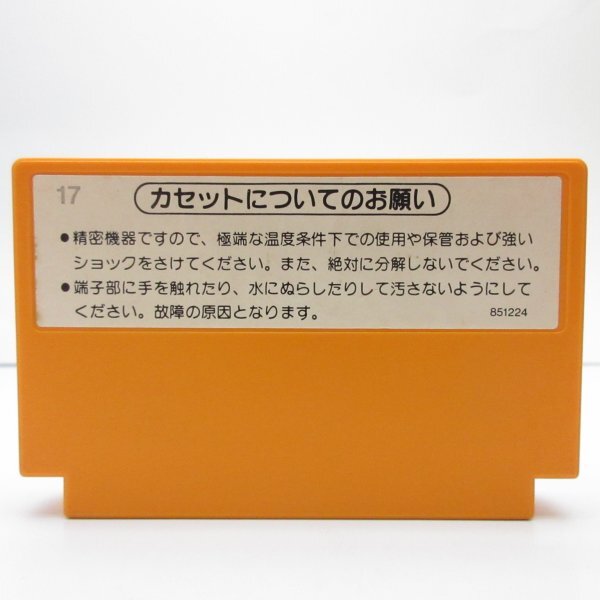 17
カセットについてのお願い
●精密機器ですので、極端な温度条件下での使用や保管および強い
ショックをさけてください。また、絶対に分解しないでください。
●端子部に手を触れたり、水にぬらしたりして汚さないようにして
ください。故障の原因となります。
851224